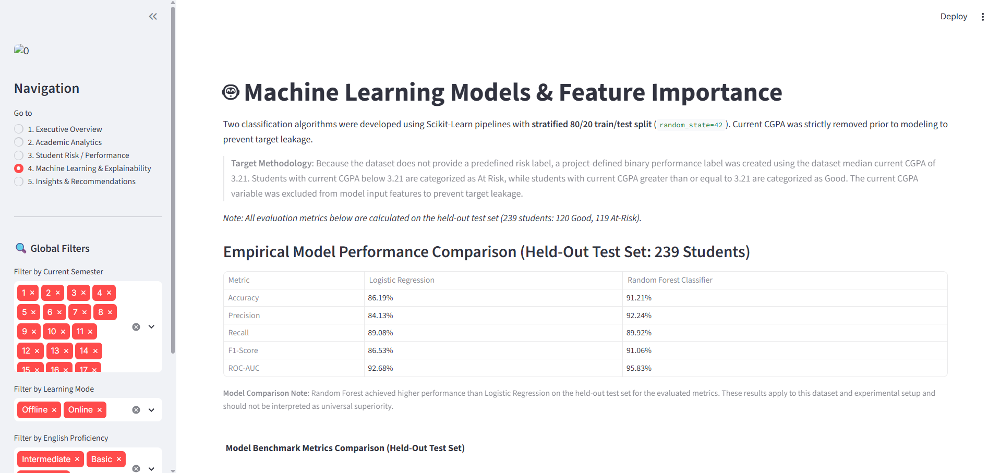 Deploy
0
Navigation
Go to
1. Executive Overview
2. Academic Analytics
3. Student Risk / Performance
4. Machine Learning & Explainability
5. Insights & Recommendations
🔍 Global Filters
Filter by Current Semester
1 × 2 × 3 × 4 ×
5 × 6 × 7 × 8 ×
9 × 10 × 11 ×
12 × 13 × 14 ×
15 × 16 × 17 ×
Filter by Learning Mode
Offline × Online ×
Filter by English Proficiency
Intermediate × Basic ×
Machine Learning Models & Feature Importance
Two classification algorithms were developed using Scikit-Learn pipelines with stratified 80/20 train/test split ( random_state=42 ). Current CGPA was strictly removed prior to modeling to
prevent target leakage.
Target Methodology: Because the dataset does not provide a predefined risk label, a project-defined binary performance label was created using the dataset median current CGPA of
3.21. Students with current CGPA below 3.21 are categorized as At Risk, while students with current CGPA greater than or equal to 3.21 are categorized as Good. The current CGPA
variable was excluded from model input features to prevent target leakage.
Note: All evaluation metrics below are calculated on the held-out test set (239 students: 120 Good, 119 At-Risk).
Empirical Model Performance Comparison (Held-Out Test Set: 239 Students)
Metric Logistic Regression Random Forest Classifier
Accuracy 86.19% 91.21%
Precision 84.13% 92.24%
Recall 89.08% 89.92%
F1-Score 86.53% 91.06%
ROC-AUC 92.68% 95.83%
Model Comparison Note: Random Forest achieved higher performance than Logistic Regression on the held-out test set for the evaluated metrics. These results apply to this dataset and experimental setup and
should not be interpreted as universal superiority.
Model Benchmark Metrics Comparison (Held-Out Test Set)